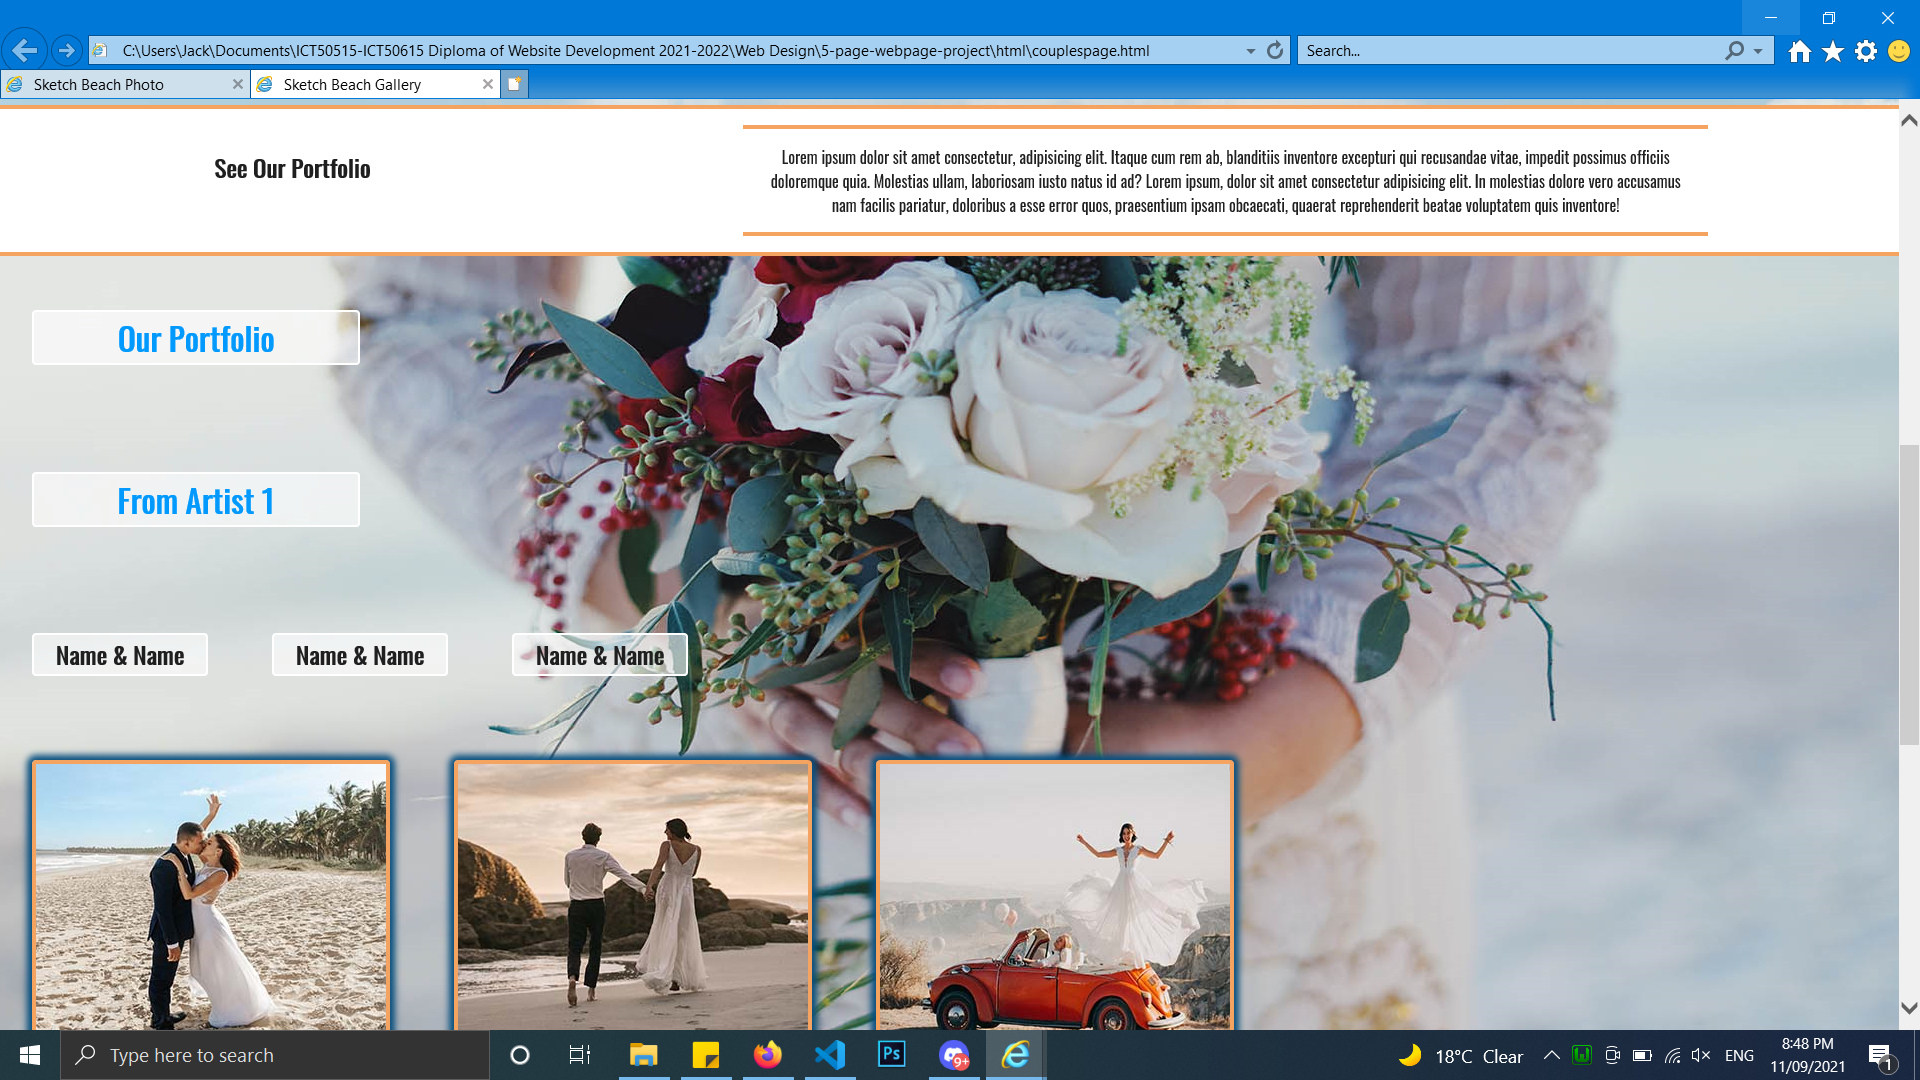 C:\Users\Jack\Documents\ICT50515-ICT50615 Diploma of Website Development 2021-2022\Web Design\5-page-webpage-project\html\couplespage.html
Search...
Sketch Beach Photo
Sketch Beach Gallery
See Our Portfolio
Lorem ipsum dolor sit amet consectetur, adipisicing elit. Itaque cum rem ab, blanditiis inventore excepturi qui recusandae vitae, impedit possimus officiis
doloremque quia. Molestias ullam, laboriosam iusto natus id ad? Lorem ipsum, dolor sit amet consectetur adipisicing elit. In molestias dolore vero accusamus
nam facilis pariatur, doloribus a esse error quos, praesentium ipsam obcaecati, quaerat reprehenderit beatae voluptatem quis inventore!
Our Portfolio
From Artist 1
Name & Name
Name & Name
Name & Name
Type here to search
Ps
9+
18°C Clear
ENG
8:48 PM
11/09/2021
1